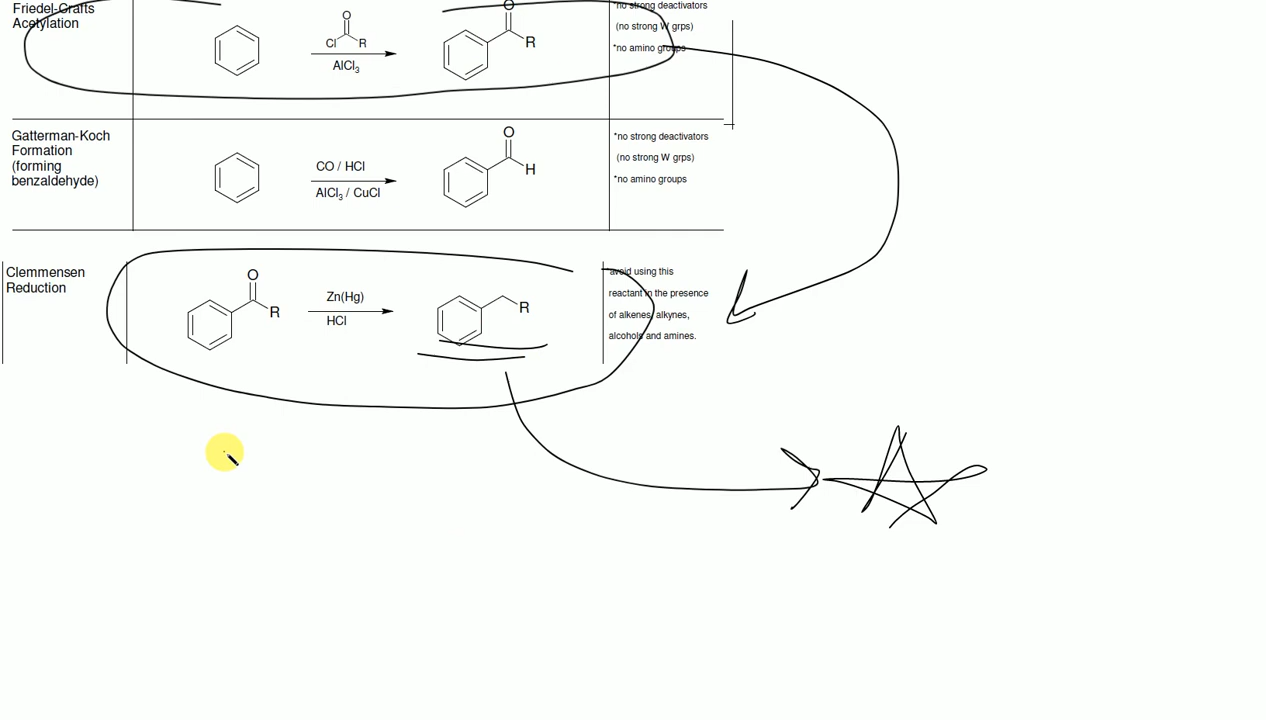 Friedel-Crafts
Acetylation
O
Cl R
AlCl3
O
R
*no strong deactivators
(no strong W grps)
*no amino groups
Gatterman-Koch
Formation
(forming
benzaldehyde)
CO / HCl
AlCl3 / CuCl
O
H
*no strong deactivators
(no strong W grps)
*no amino groups
Clemmensen
Reduction
O
R
Zn(Hg)
HCl
R
*avoid using this
reactant in the presence
of alkenes, alkynes,
alcohols and amines.